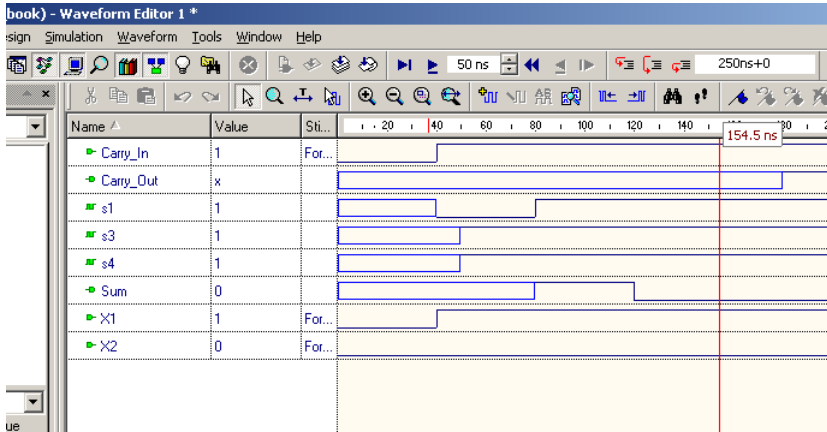 book) - Waveform Editor 1 *
esign Simulation Waveform Tools Window Help
50 ns 250ns+0
Name Value Sti... 20 40 60 80 100 120 140
154.5 ns
Carry_In 1 For...
Carry_Out x
s1 1
s3 1
s4 1
Sum 0
X1 1 For...
X2 0 For...
ue